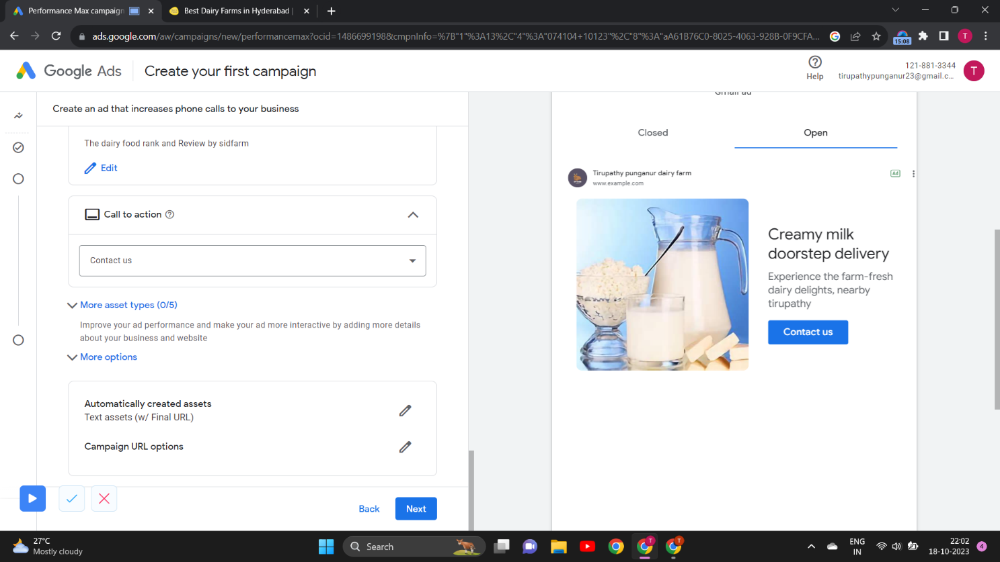 Performance Max campaign
Best Dairy Farms in Hyderabad |
ads.google.com/aw/campaigns/new/performancemax?ocid=1486699198&cmpnInfo=%7B"1"%3A13%2C"4"%3A"074104+10123"%2C"8"%3A"aA61B76C0-8025-4063-928B-0F9CFA...
15:08
T
Google Ads
Create your first campaign
Help
121-881-3344
tirupathypunganur23@gmail.c...
T
Create an ad that increases phone calls to your business
The dairy food rank and Review by sidfarm
Edit
Call to action
Contact us
More asset types (0/5)
Improve your ad performance and make your ad more interactive by adding more details
about your business and website
More options
Automatically created assets
Text assets (w/ Final URL)
Campaign URL options
Back
Next
Gmail ad
Closed
Open
Tirupathy punganur dairy farm
www.example.com
Ad
Creamy milk
doorstep delivery
Experience the farm-fresh
dairy delights, nearby
tirupathy
Contact us
27°C
Mostly cloudy
Search
T
T
ENG
IN
22:02
18-10-2023
4